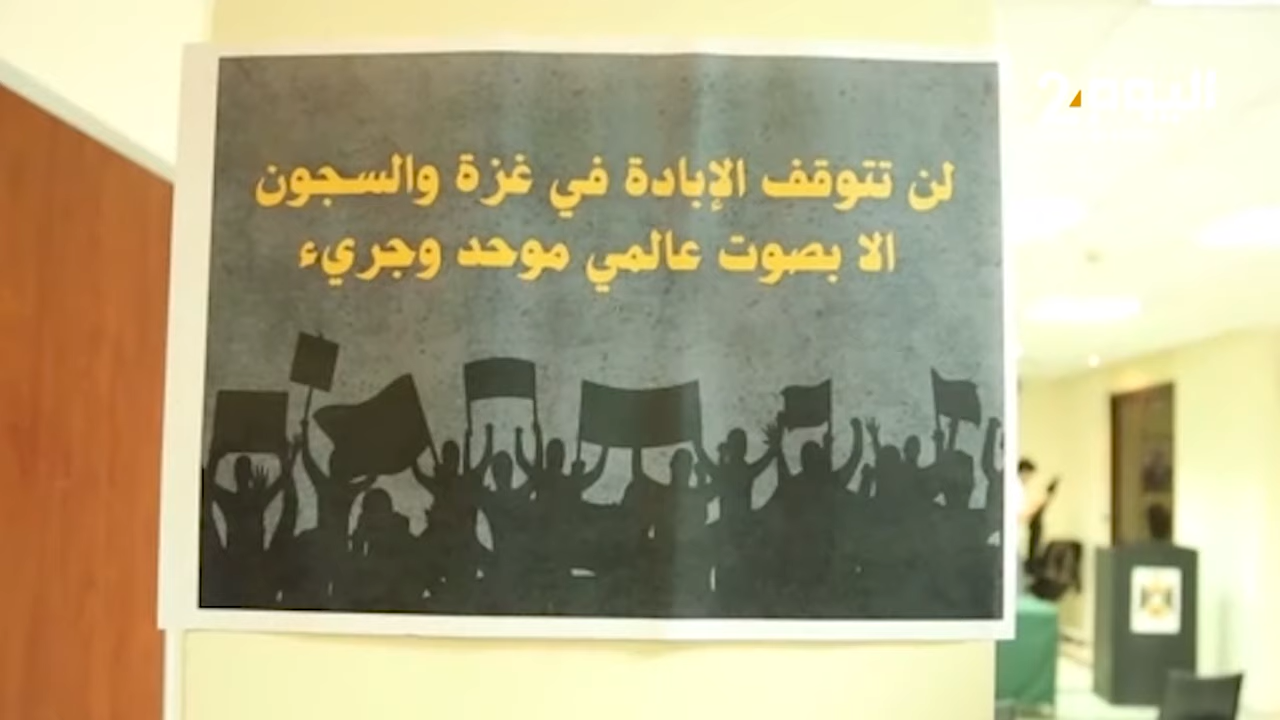 اليوم 24
لن تتوقف الإبادة في غزة والسجون
الا بصوت عالمي موحد وجريء